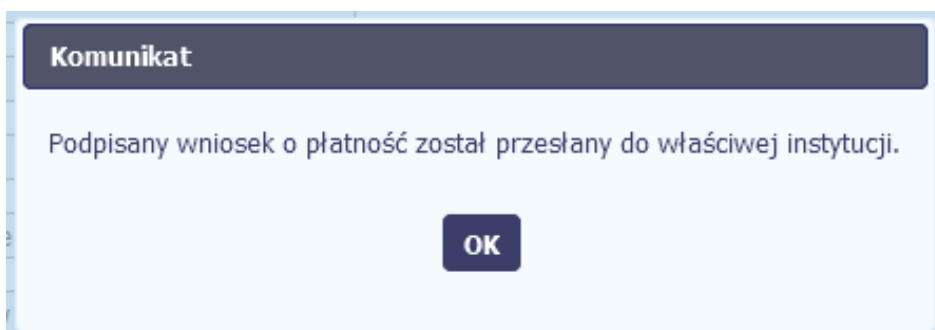 Komunikat
Podpisany wniosek o płatność został przesłany do właściwej instytucji.
OK